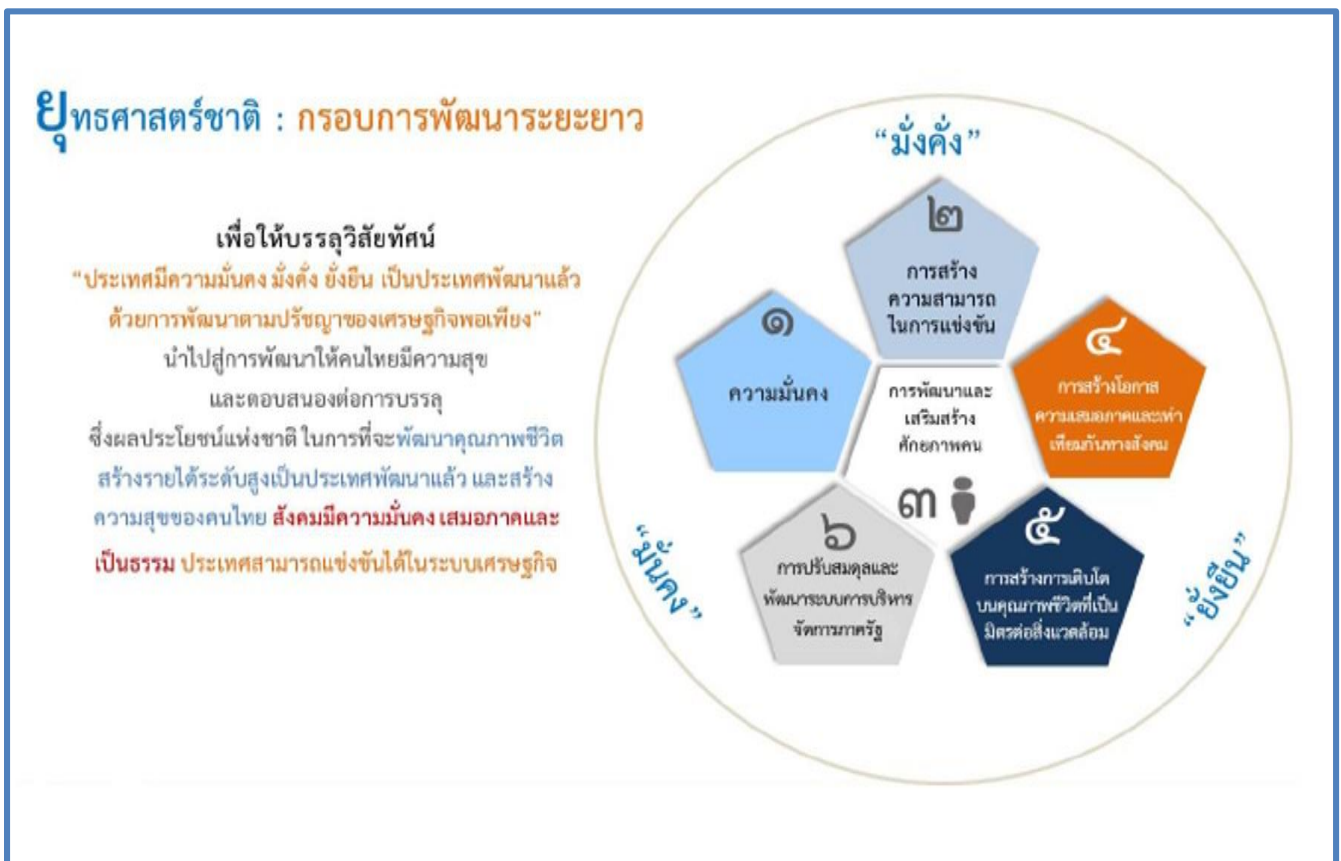 ยุทธศาสตร์ชาติ : กรอบการพัฒนาระยะยาว
เพื่อให้บรรลุวิสัยทัศน์
“ประเทศมีความมั่นคง มั่งคั่ง ยั่งยืน เป็นประเทศพัฒนาแล้ว
ด้วยการพัฒนาตามปรัชญาของเศรษฐกิจพอเพียง”
นำไปสู่การพัฒนาให้คนไทยมีความสุข
และตอบสนองต่อการบรรลุ
ซึ่งผลประโยชน์แห่งชาติ ในการที่จะพัฒนาคุณภาพชีวิต
สร้างรายได้ระดับสูงเป็นประเทศพัฒนาแล้ว และสร้าง
ความสุขของคนไทย สังคมมีความมั่นคง เสมอภาคและ
เป็นธรรม ประเทศสามารถแข่งขันได้ในระบบเศรษฐกิจ
“มั่งคั่ง”
๑
ความมั่นคง
๒
การสร้าง
ความสามารถ
ในการแข่งขัน
การพัฒนาและ
เสริมสร้าง
ศักยภาพคน
๓
๔
การสร้างโอกาส
ความเสมอภาคและเท่า
เทียมกันทางสังคม
๕
การสร้างการเติบโต
บนคุณภาพชีวิตที่เป็น
มิตรต่อสิ่งแวดล้อม
๖
การปรับสมดุลและ
พัฒนาระบบการบริหาร
จัดการภาครัฐ
“มั่นคง”
“ยั่งยืน”